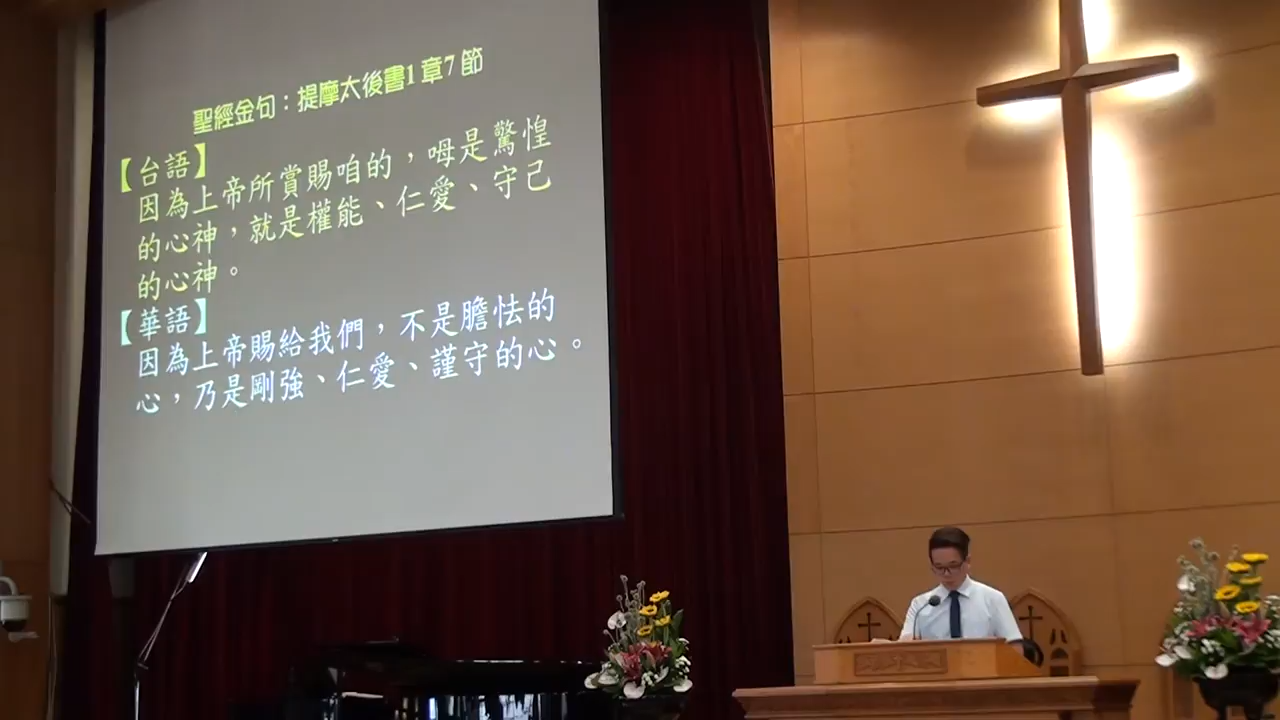 聖經金句：提摩太後書1章7節
【台語】
因為上帝所賞賜咱的，呣是驚惶
的心神，就是權能、仁愛、守己
的心神。
【華語】
因為上帝賜給我們，不是膽怯的
心，乃是剛強、仁愛、謹守的心。